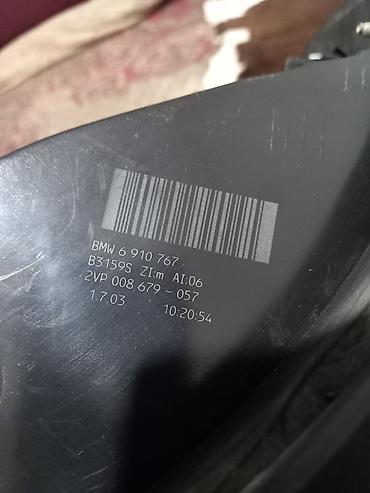 BMW 6 910 767
B3159S ZI:m AI:06
2VP 008 679 - 057
1.7.03 10:20:54